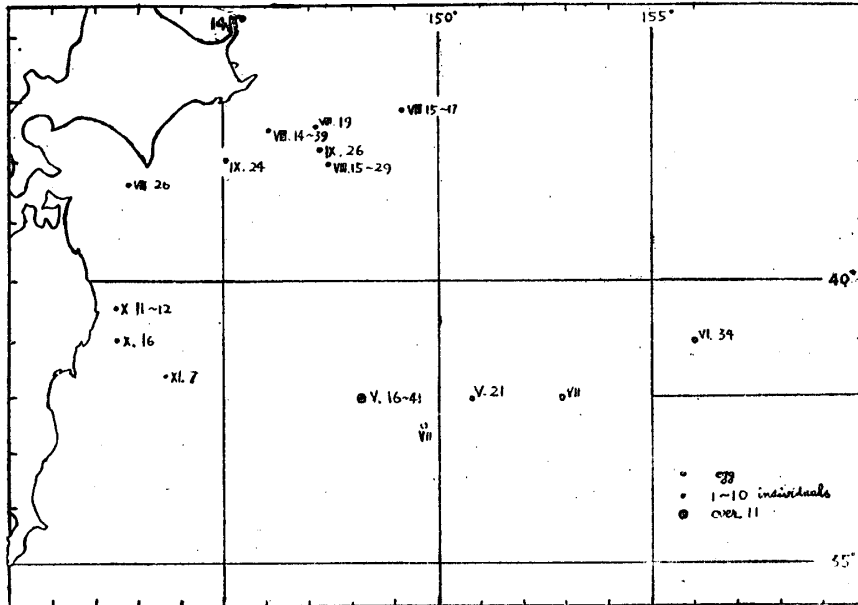 150° 155°
VIII 15~17
VIII. 19
VIII. 14~39
IX. 26
IX. 24
VIII. 15~29
VIII 20
40°
X 11~12
X. 16
VI. 34
XI. 7
V. 16~41
V. 21
VII
VII
egg
1~10 individuals
over 11
35°